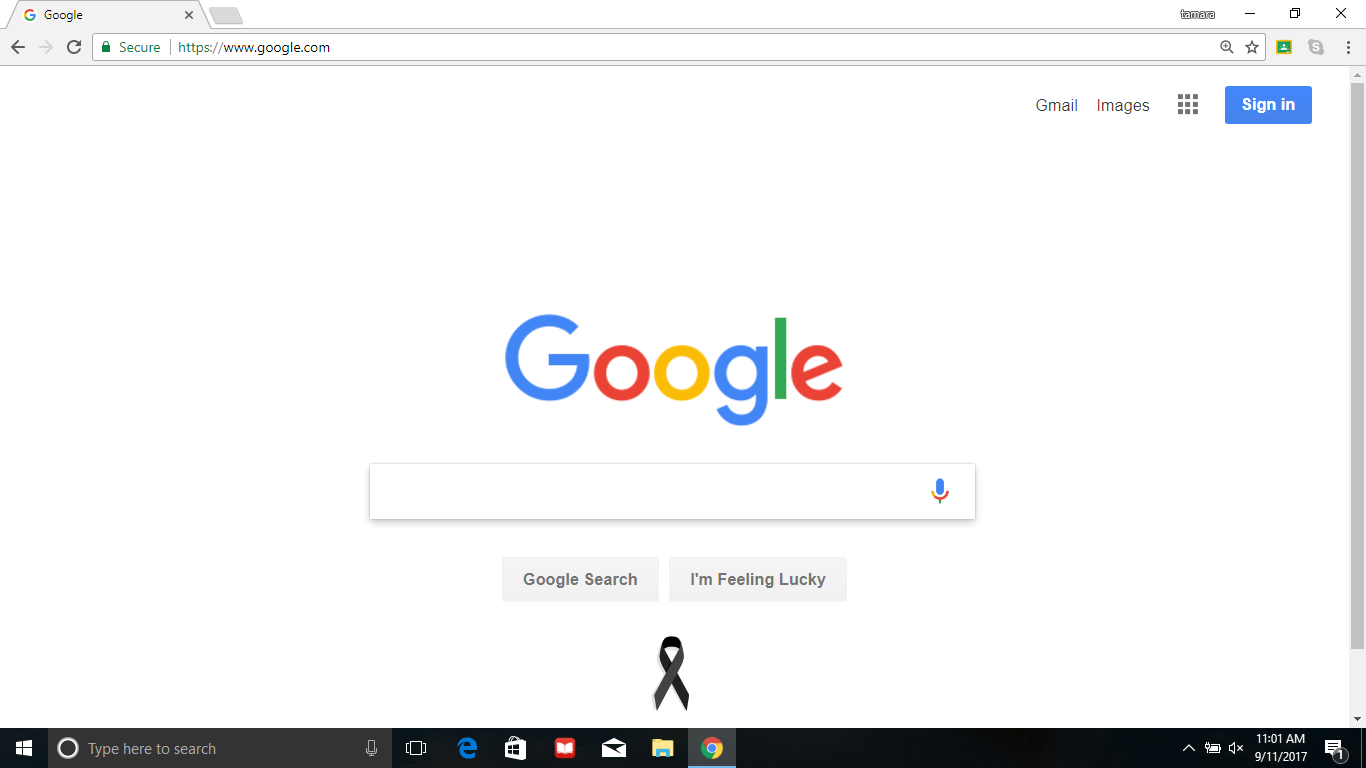 Google
tamara
Secure
https://www.google.com
Gmail
Images
Sign in
Google
Google Search
I'm Feeling Lucky
Type here to search
11:01 AM
9/11/2017
1